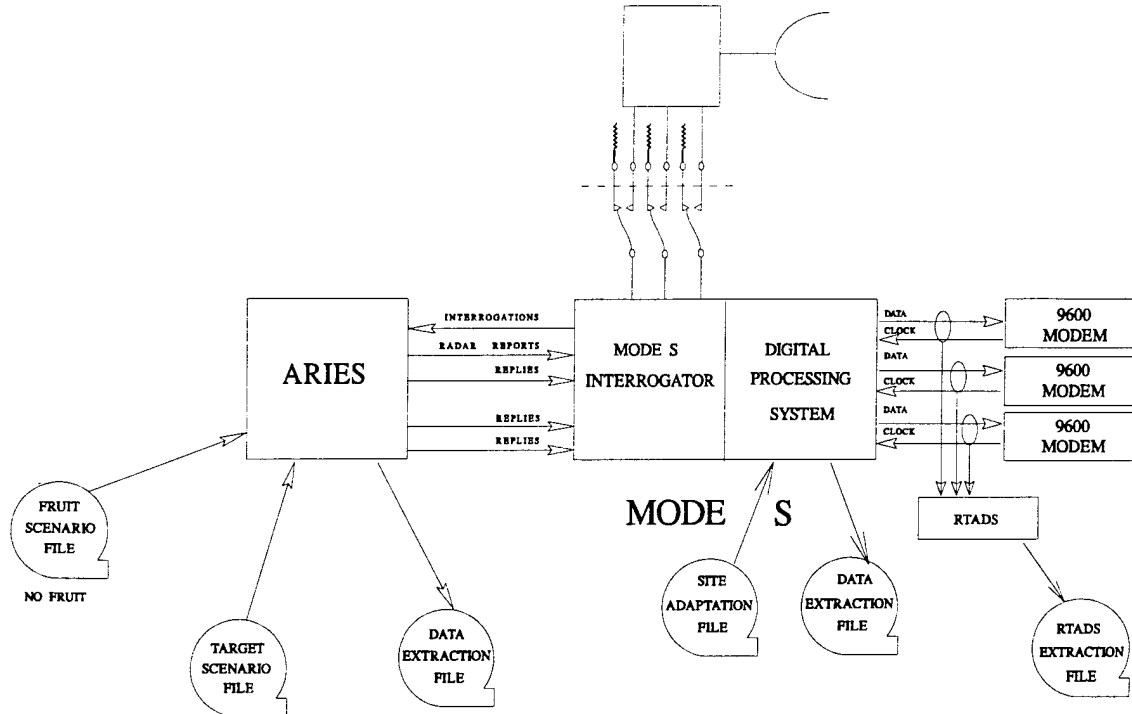 INTERROGATIONS
RADAR REPORTS
REPLIES
REPLIES
REPLIES
ARIES
MODE S
INTERROGATOR
DIGITAL
PROCESSING
SYSTEM
DATA
CLOCK
DATA
CLOCK
DATA
CLOCK
9600
MODEM
9600
MODEM
9600
MODEM
MODE S
RTADS
FRUIT
SCENARIO
FILE
NO FRUIT
TARGET
SCENARIO
FILE
DATA
EXTRACTION
FILE
SITE
ADAPTATION
FILE
DATA
EXTRACTION
FILE
RTADS
EXTRACTION
FILE